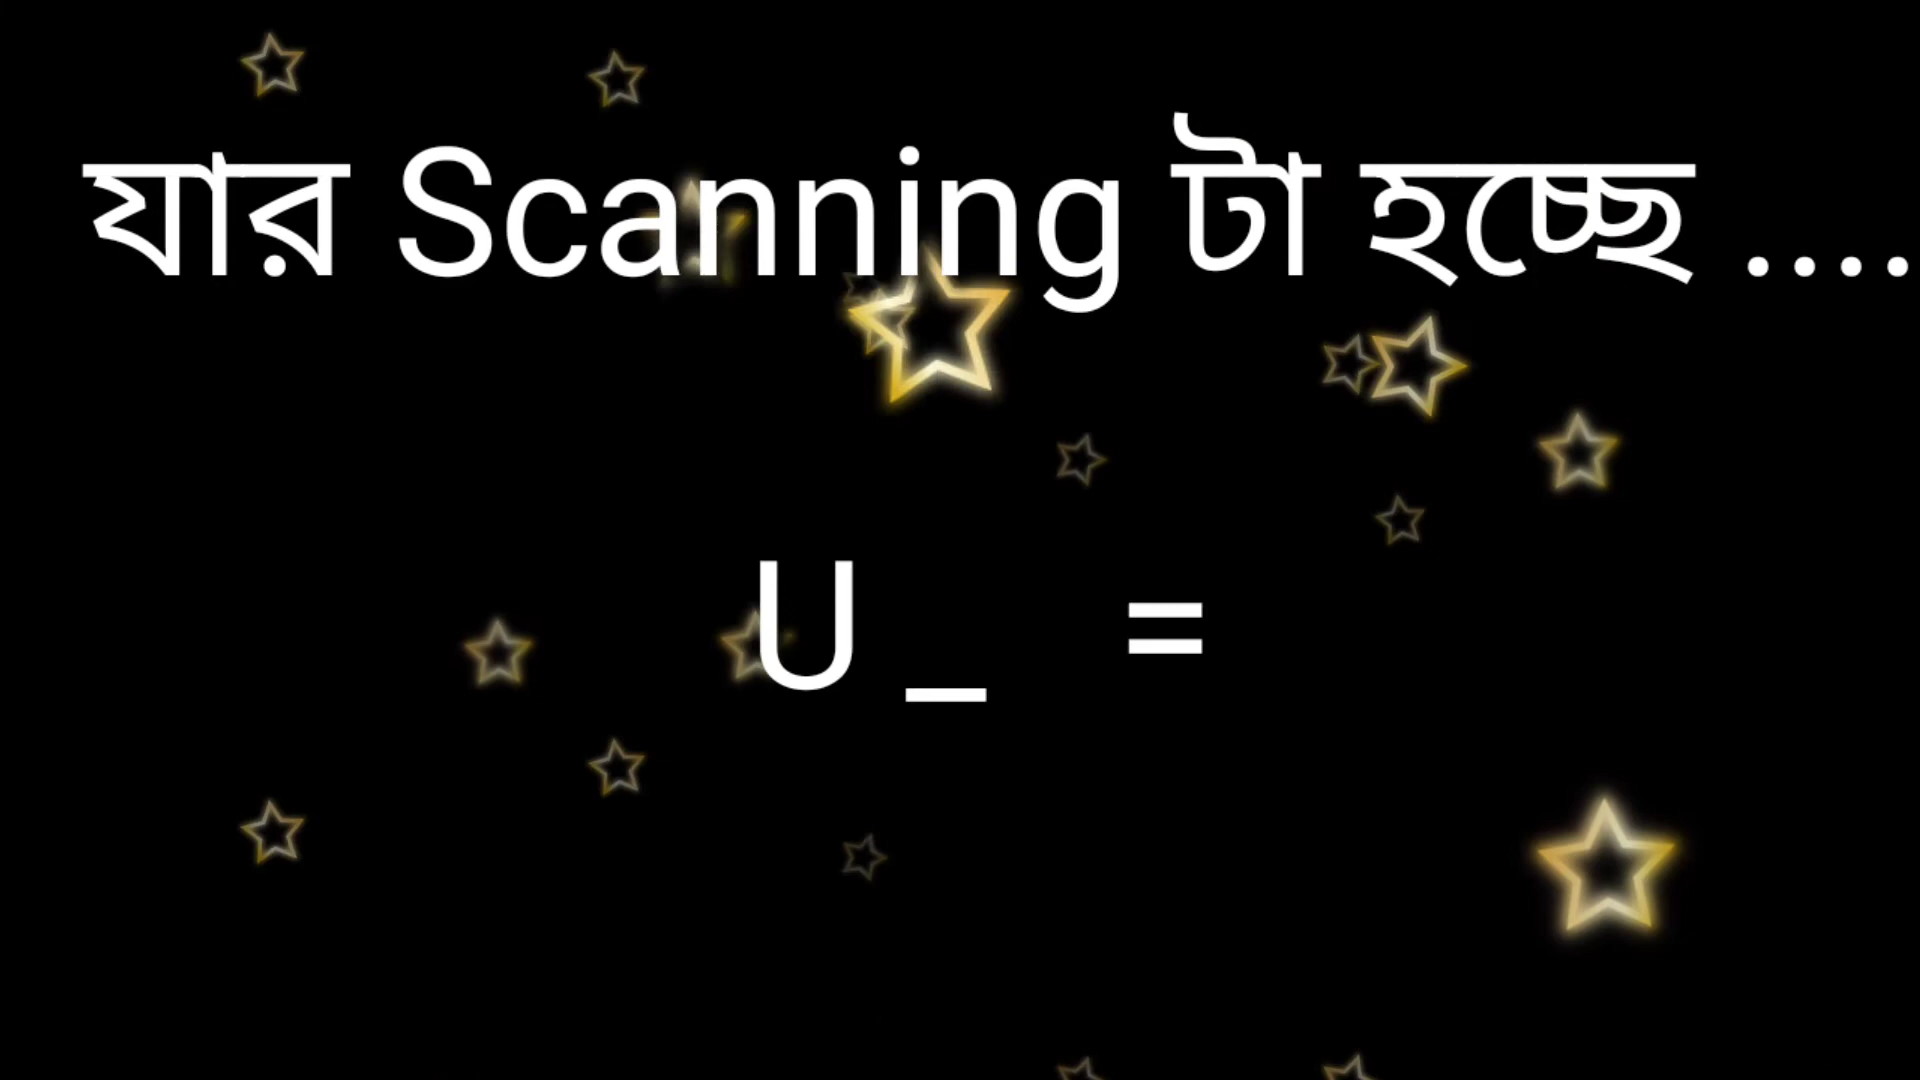 যার Scanning টা হচ্ছে ....
U _ =